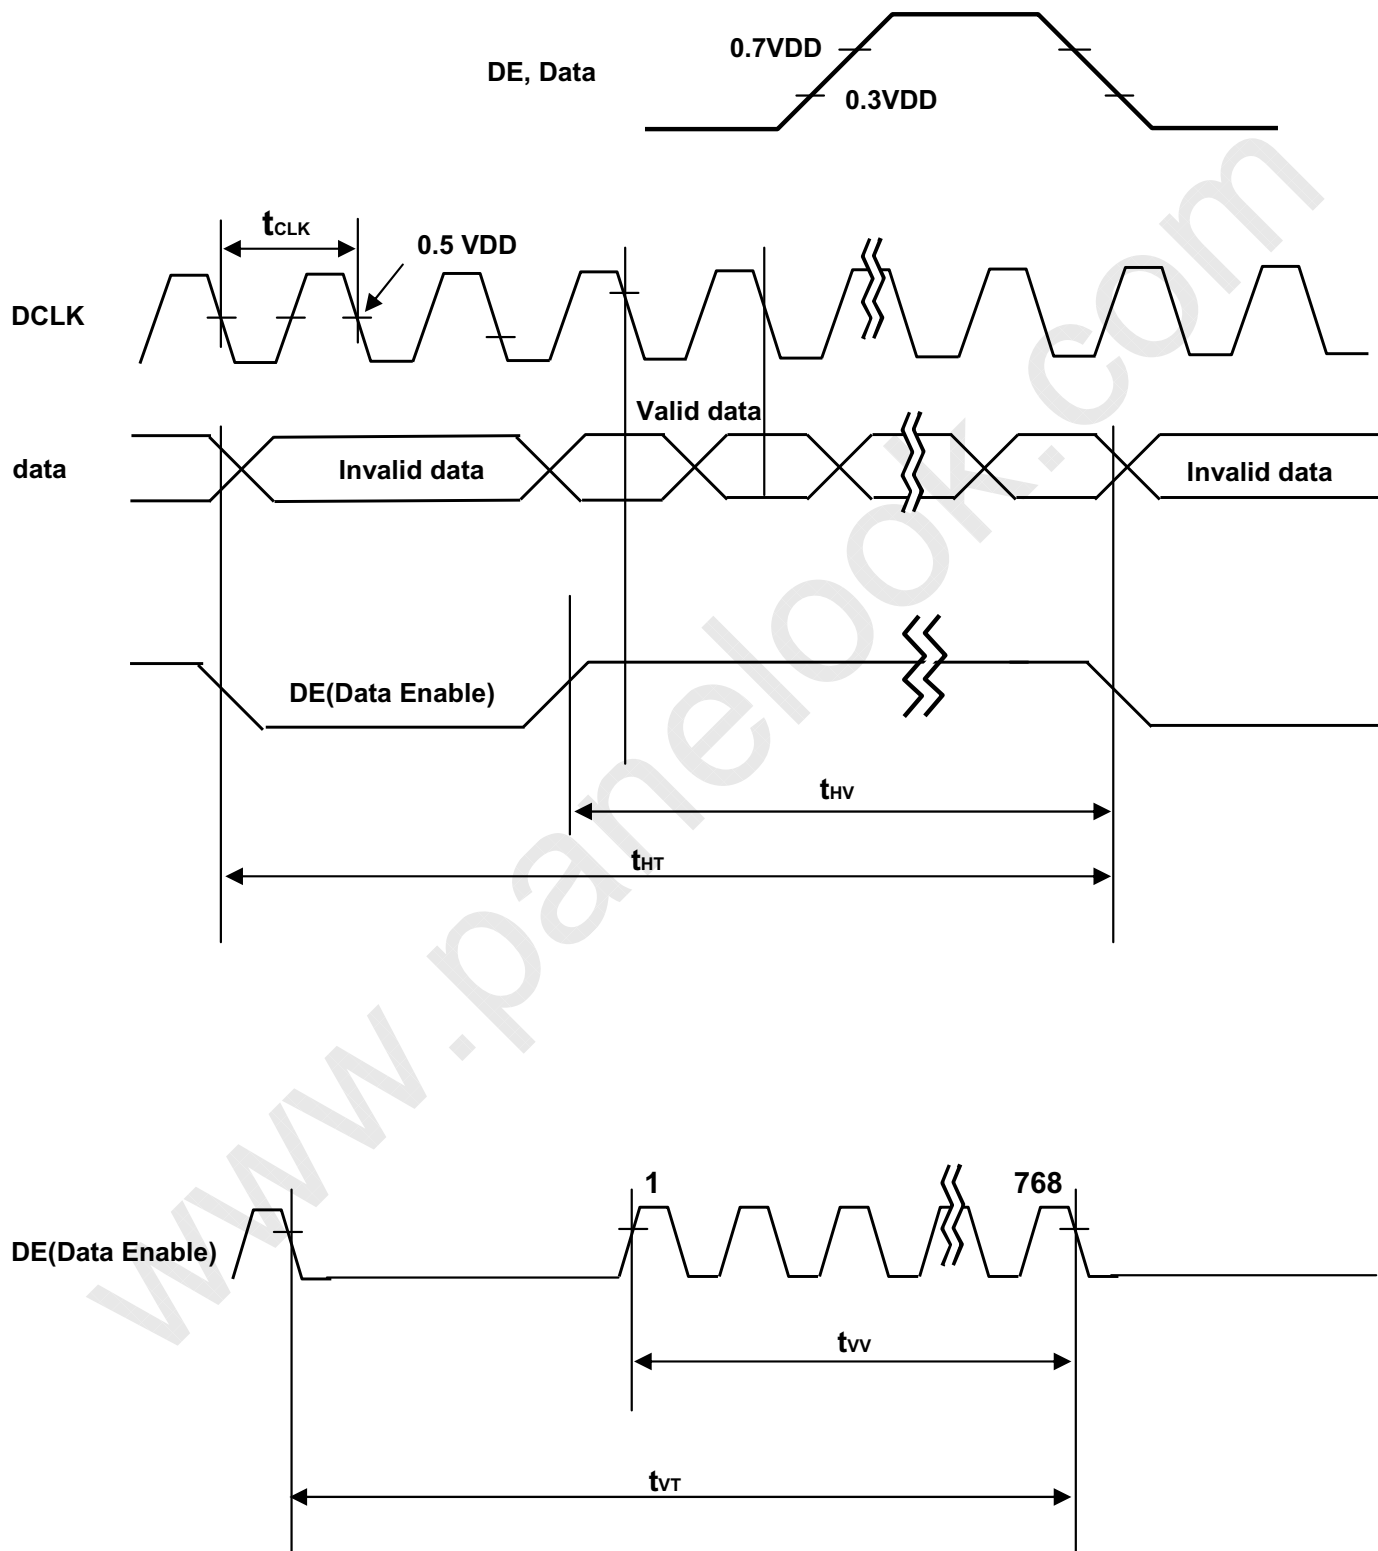 0.7VDD
DE, Data
0.3VDD
tCLK
0.5 VDD
DCLK
Valid data
data
Invalid data
Invalid data
DE(Data Enable)
tHV
tHT
1
768
DE(Data Enable)
tVV
tVT
www.panelook.com